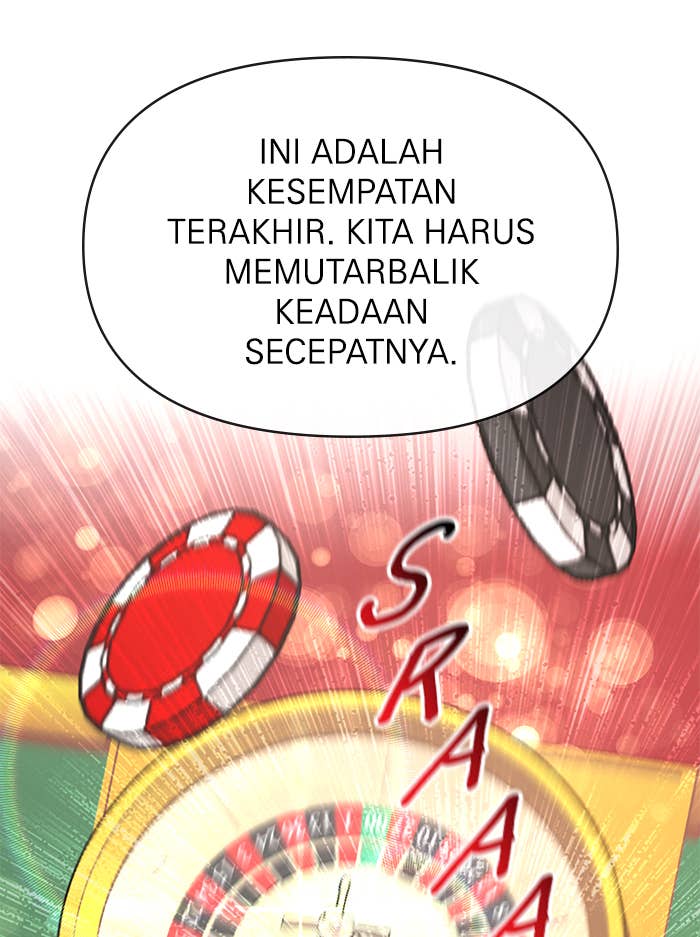 INI ADALAH
KESEMPATAN
TERAKHIR. KITA HARUS
MEMUTARBALIK
KEADAAN
SECEPATNYA.
SRAAA